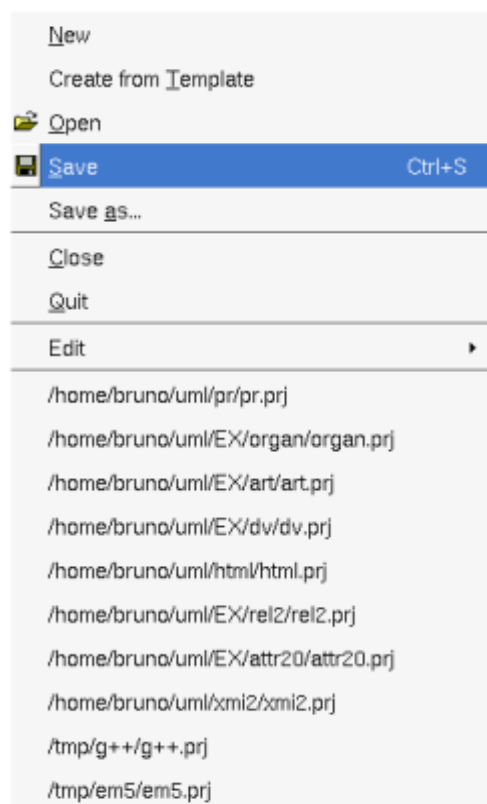 New
Create from Template
Open
Save Ctrl+S
Save as...
Close
Quit
Edit
/home/bruno/uml/pr/pr.prj
/home/bruno/uml/EX/organ/organ.prj
/home/bruno/uml/EX/art/art.prj
/home/bruno/uml/EX/dv/dv.prj
/home/bruno/uml/html/html.prj
/home/bruno/uml/EX/rel2/rel2.prj
/home/bruno/uml/EX/attr20/attr20.prj
/home/bruno/uml/xmi2/xmi2.prj
/tmp/g++/g++.prj
/tmp/em5/em5.prj